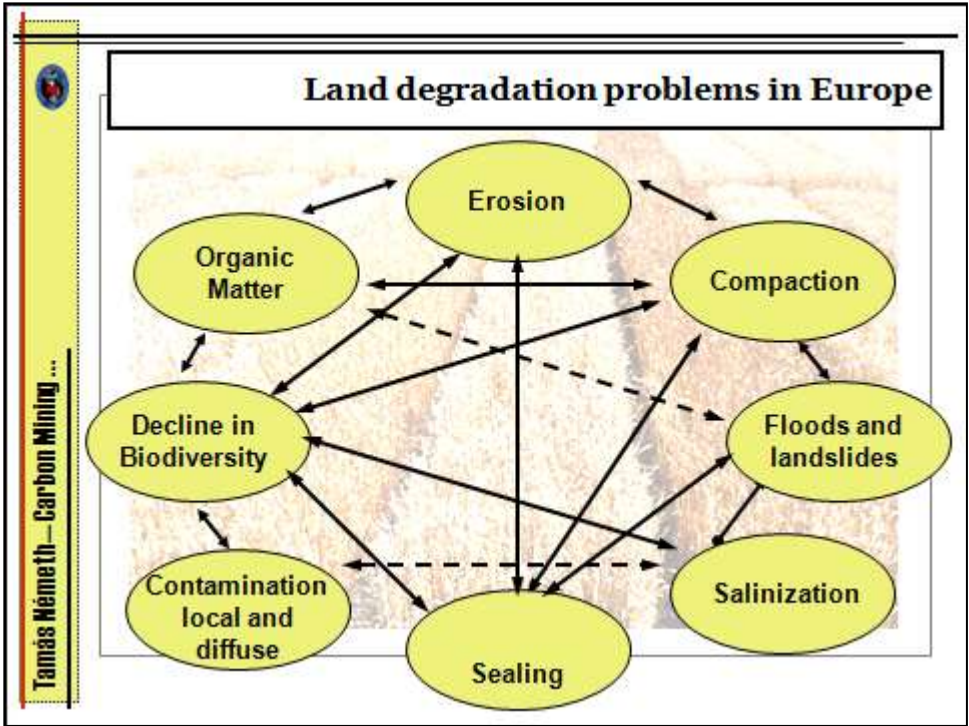 Land degradation problems in Europe
Erosion
Organic
Matter
Compaction
Decline in
Biodiversity
Floods and
landslides
Contamination
local and
diffuse
Salinization
Sealing
Tamás Németh – Carbon Mining ...